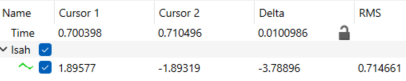 Name Cursor 1 Cursor 2 Delta RMS
Time 0.700398 0.710496 0.0100986
Isah
1.89577 -1.89319 -3.78896 0.714661